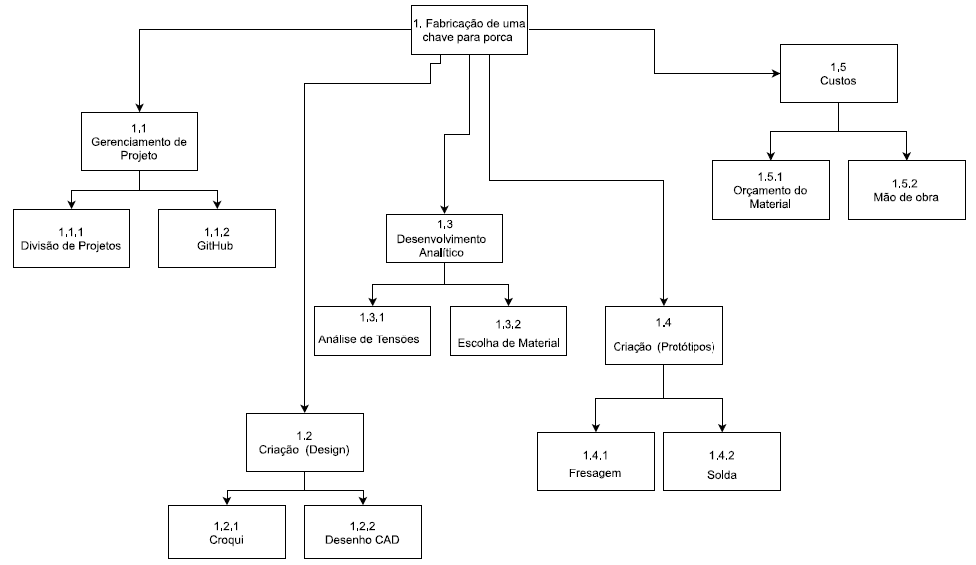 1. Fabricação de uma
chave para porca
1,5
Custos
1,1
Gerenciamento de
Projeto
1.5.1
Orçamento do
Material
1.5.2
Mão de obra
1,1,1
Divisão de Projetos
1,1,2
GitHub
1,3
Desenvolvimento
Analítico
1,3,1
Análise de Tensões
1,3,2
Escolha de Material
1.4
Criação (Protótipos)
1.2
Criação (Design)
1.4.1
Fresagem
1.4.2
Solda
1,2,1
Croqui
1,2,2
Desenho CAD